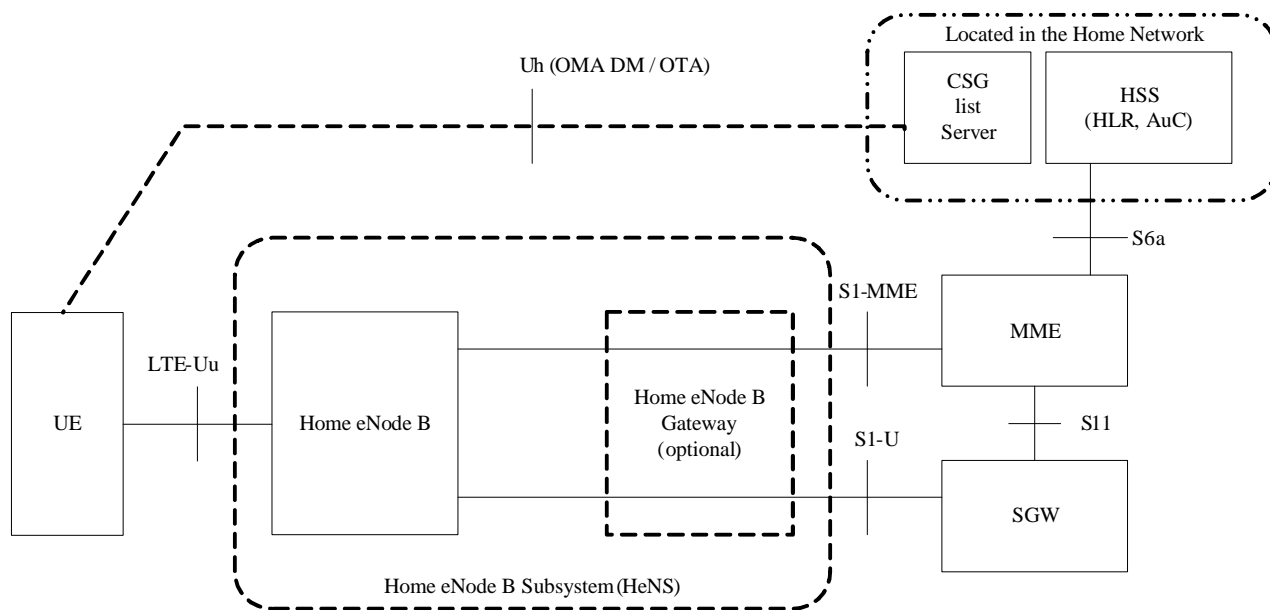 Located in the Home Network
Uh (OMA DM / OTA)
CSG
list
Server
HSS
(HLR, AuC)
S6a
S1-MME
MME
LTE-Uu
UE
Home eNode B
Home eNode B
Gateway
(optional)
S1-U
S11
SGW
Home eNode B Subsystem (HeNS)